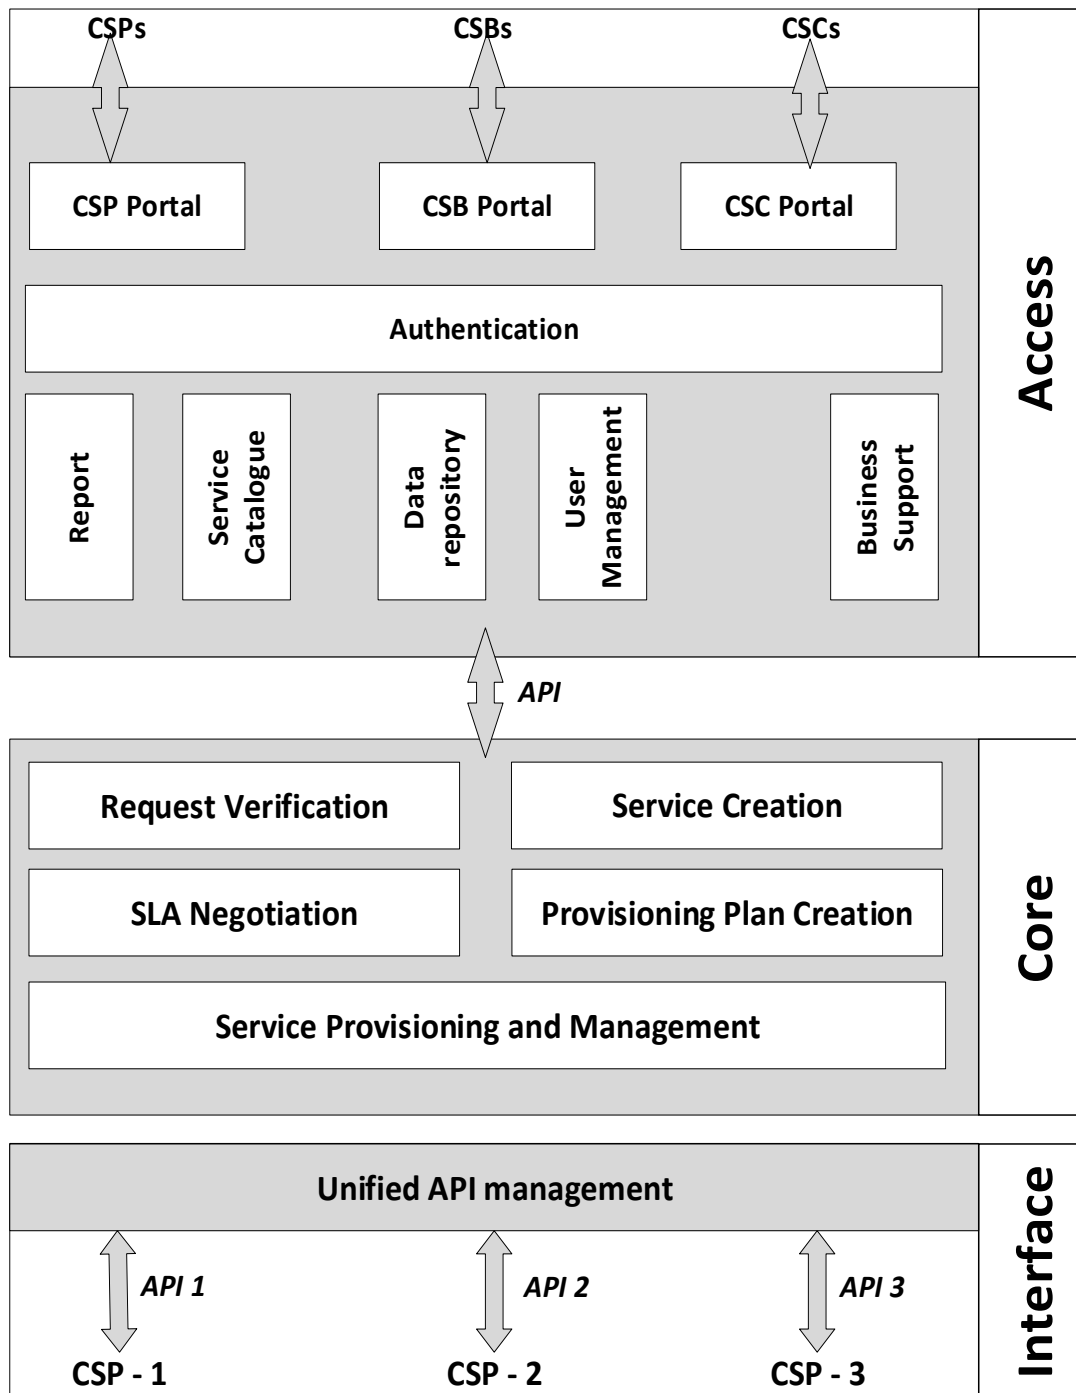 CSPs
CSBs
CSCs
CSP Portal
CSB Portal
CSC Portal
Authentication
Report
Service
Catalogue
Data
repository
User
Management
Business
Support
Access
API
Request Verification
Service Creation
SLA Negotiation
Provisioning Plan Creation
Service Provisioning and Management
Core
Unified API management
API 1
API 2
API 3
CSP - 1
CSP - 2
CSP - 3
Interface